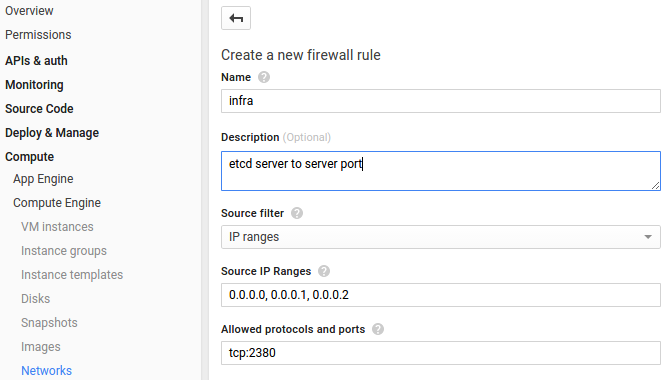 Overview
Permissions
APIs & auth
Monitoring
Source Code
Deploy & Manage
Compute
App Engine
Compute Engine
VM instances
Instance groups
Instance templates
Disks
Snapshots
Images
Networks
Create a new firewall rule
Name ?
infra
Description (Optional)
etcd server to server port
Source filter ?
IP ranges
Source IP Ranges ?
0.0.0.0, 0.0.0.1, 0.0.0.2
Allowed protocols and ports ?
tcp:2380